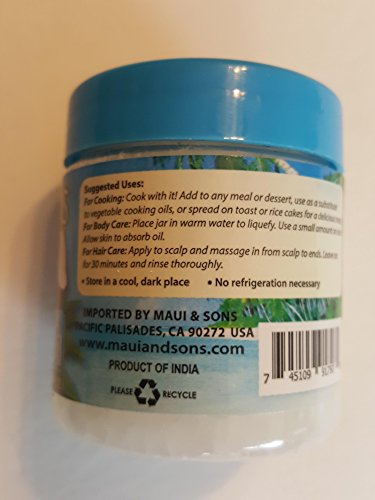 Suggested Uses:
For Cooking: Cook with it! Add to any meal or dessert, use as a substitute
to vegetable cooking oils, or spread on toast or rice cakes for a delicious
For Body Care: Place jar in warm water to liquefy. Use a small amount
Allow skin to absorb oil.
For Hair Care: Apply to scalp and massage in from scalp to ends. Leave
for 30 minutes and rinse thoroughly.
• Store in a cool, dark place • No refrigeration necessary
IMPORTED BY MAUI & SONS
PACIFIC PALISADES, CA 90272 USA
www.mauiandsons.com
PRODUCT OF INDIA
PLEASE RECYCLE
7 45109